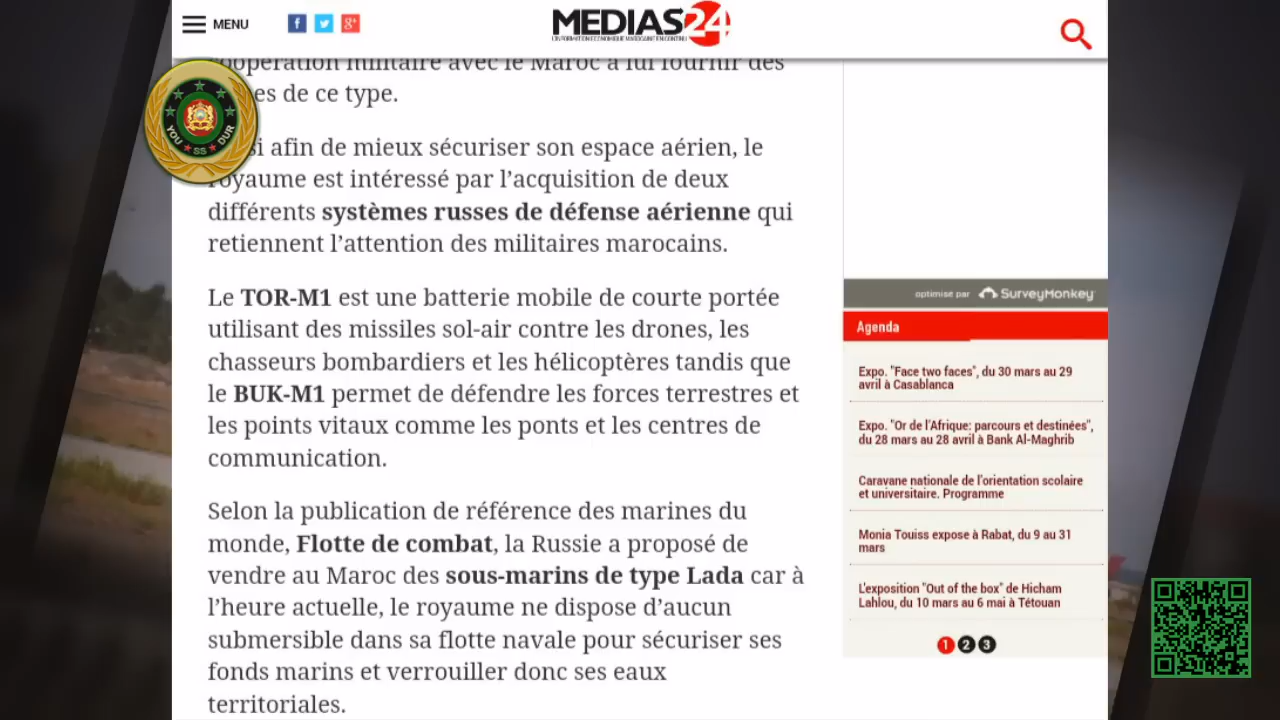 MENU
f
g+
MEDIAS24
L'INFORMATION ECONOMIQUE MAROCAINE EN CONTINU
coopération militaire avec le Maroc à lui fournir des
es de ce type.
si afin de mieux sécuriser son espace aérien, le
royaume est intéressé par l’acquisition de deux
différents systèmes russes de défense aérienne qui
retiennent l’attention des militaires marocains.
Le TOR-M1 est une batterie mobile de courte portée
utilisant des missiles sol-air contre les drones, les
chasseurs bombardiers et les hélicoptères tandis que
le BUK-M1 permet de défendre les forces terrestres et
les points vitaux comme les ponts et les centres de
communication.
Selon la publication de référence des marines du
monde, Flotte de combat, la Russie a proposé de
vendre au Maroc des sous-marins de type Lada car à
l’heure actuelle, le royaume ne dispose d’aucun
submersible dans sa flotte navale pour sécuriser ses
fonds marins et verrouiller donc ses eaux
territoriales.
YOU SS DUR
optimisé par SurveyMonkey
Agenda
Expo. "Face two faces", du 30 mars au 29
avril à Casablanca
Expo. "Or de l'Afrique: parcours et destinées",
du 28 mars au 28 avril à Bank Al-Maghrib
Caravane nationale de l'orientation scolaire
et universitaire. Programme
Monia Touiss expose à Rabat, du 9 au 31
mars
L'exposition "Out of the box" de Hicham
Lahlou, du 10 mars au 6 mai à Tétouan
1 2 3